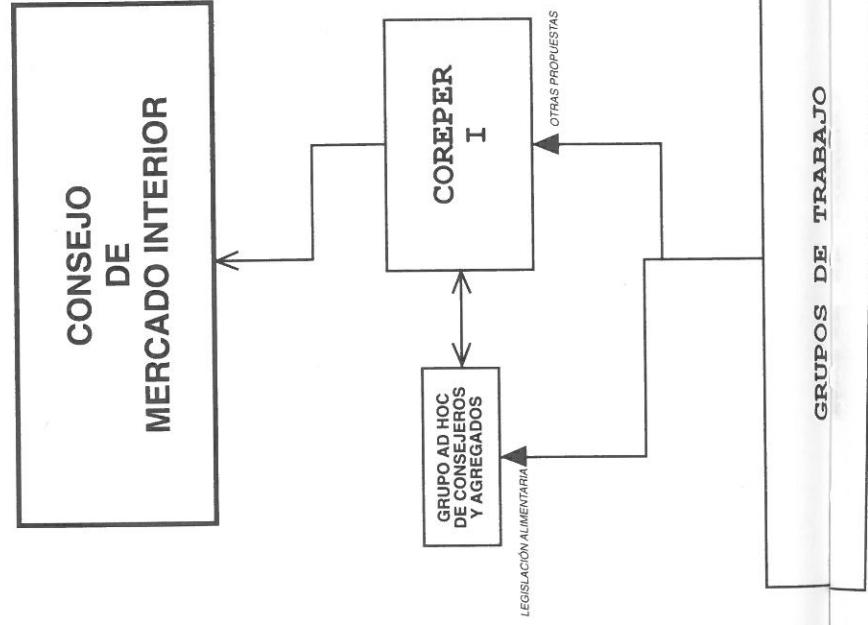 CONSEJO
DE
MERCADO INTERIOR
COREPER
I
GRUPO AD HOC
DE CONSEJEROS
Y AGREGADOS
LEGISLACIÓN ALIMENTARIA
OTRAS PROPUESTAS
GRUPOS DE TRABAJO